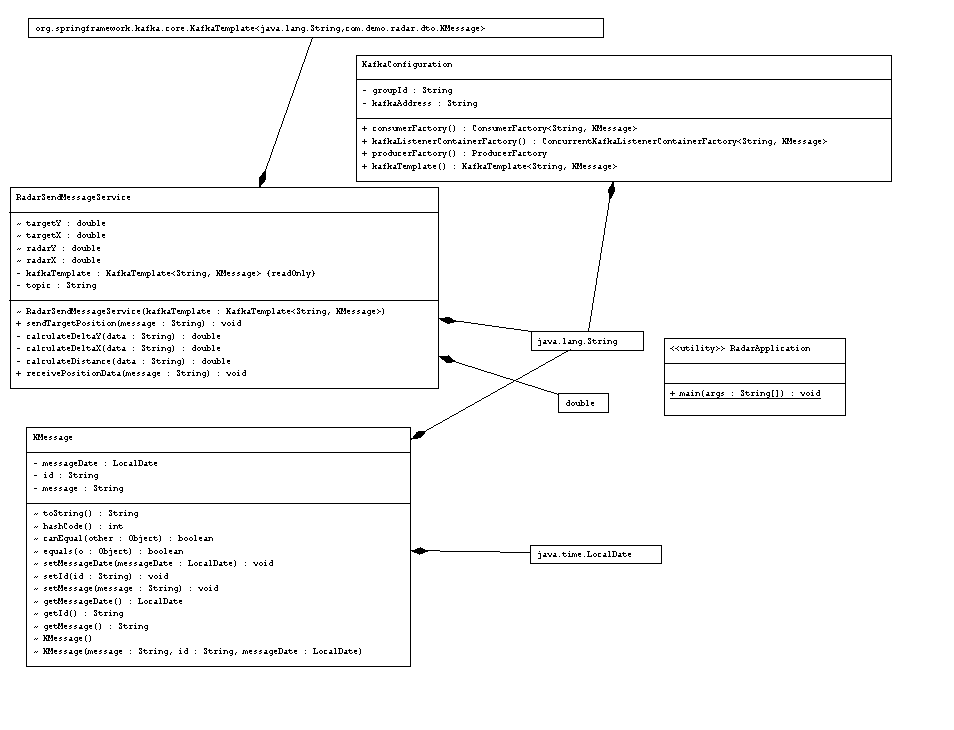 org.springframework.kafka.core.KafkaTemplate<java.lang.String,com.demo.radar.dto.KMessage>
KafkaConfiguration
- groupId : String
- kafkaAddress : String
+ consumerFactory() : ConsumerFactory<String, KMessage>
+ kafkaListenerContainerFactory() : ConcurrentKafkaListenerContainerFactory<String, KMessage>
+ producerFactory() : ProducerFactory
+ kafkaTemplate() : KafkaTemplate<String, KMessage>
RadarSendMessageService
~ targetY : double
~ targetX : double
~ radarY : double
~ radarX : double
- kafkaTemplate : KafkaTemplate<String, KMessage> {readOnly}
- topic : String
~ RadarSendMessageService(kafkaTemplate : KafkaTemplate<String, KMessage>)
+ sendTargetPosition(message : String) : void
- calculateDeltaY(data : String) : double
- calculateDeltaX(data : String) : double
- calculateDistance(data : String) : double
+ receivePositionData(message : String) : void
java.lang.String
double
<<utility>> RadarApplication
+ main(args : String[]) : void
KMessage
- messageDate : LocalDate
- id : String
- message : String
~ toString() : String
~ hashCode() : int
~ canEqual(other : Object) : boolean
~ equals(o : Object) : boolean
~ setMessageDate(messageDate : LocalDate) : void
~ setId(id : String) : void
~ setMessage(message : String) : void
~ getMessageDate() : LocalDate
~ getId() : String
~ getMessage() : String
~ KMessage()
~ KMessage(message : String, id : String, messageDate : LocalDate)
java.time.LocalDate